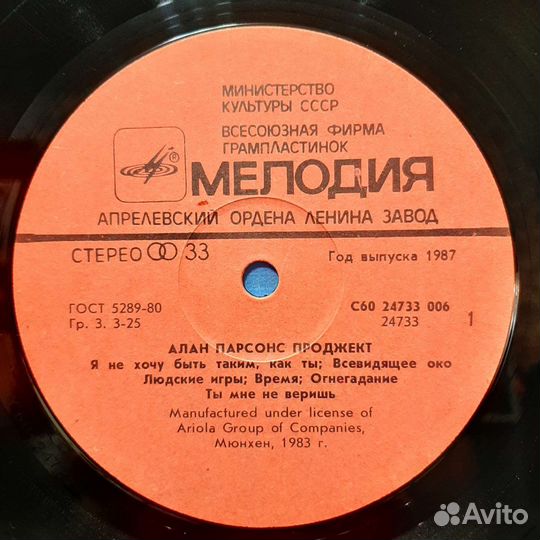 МИНИСТЕРСТВО
КУЛЬТУРЫ СССР
ВСЕСОЮЗНАЯ ФИРМА
ГРАМПЛАСТИНОК
®
МЕЛОДИЯ
АПРЕЛЕВСКИЙ ОРДЕНА ЛЕНИНА ЗАВОД
СТЕРЕО 33
Год выпуска 1987
ГОСТ 5289-80
С60 24733 006
Гр. 3. 3-25
24733
1
АЛАН ПАРСОНС ПРОДЖЕКТ
Я не хочу быть таким, как ты; Всевидящее око
Людские игры; Время; Огнегадание
Ты мне не веришь
Manufactured under license of
Ariola Group of Companies,
Мюнхен, 1983 г.
Avito